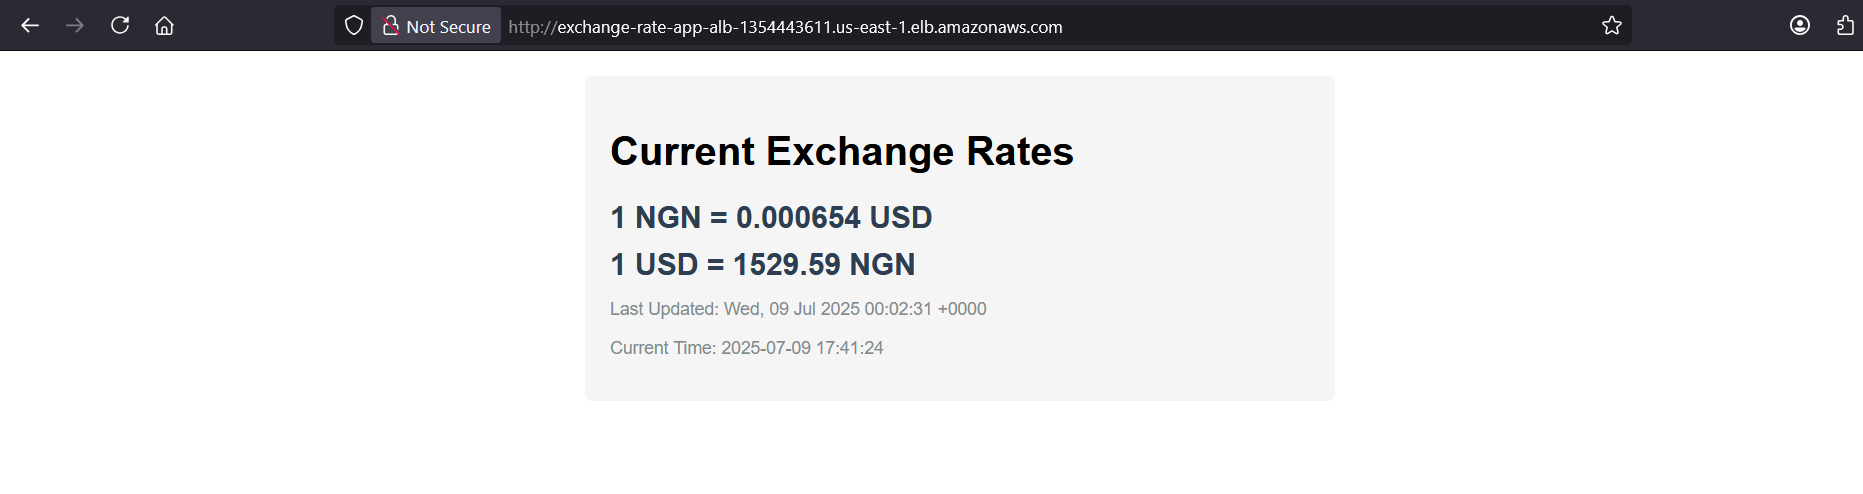 Not Secure http://exchange-rate-app-alb-1354443611.us-east-1.elb.amazonaws.com
Current Exchange Rates
1 NGN = 0.000654 USD
1 USD = 1529.59 NGN
Last Updated: Wed, 09 Jul 2025 00:02:31 +0000
Current Time: 2025-07-09 17:41:24